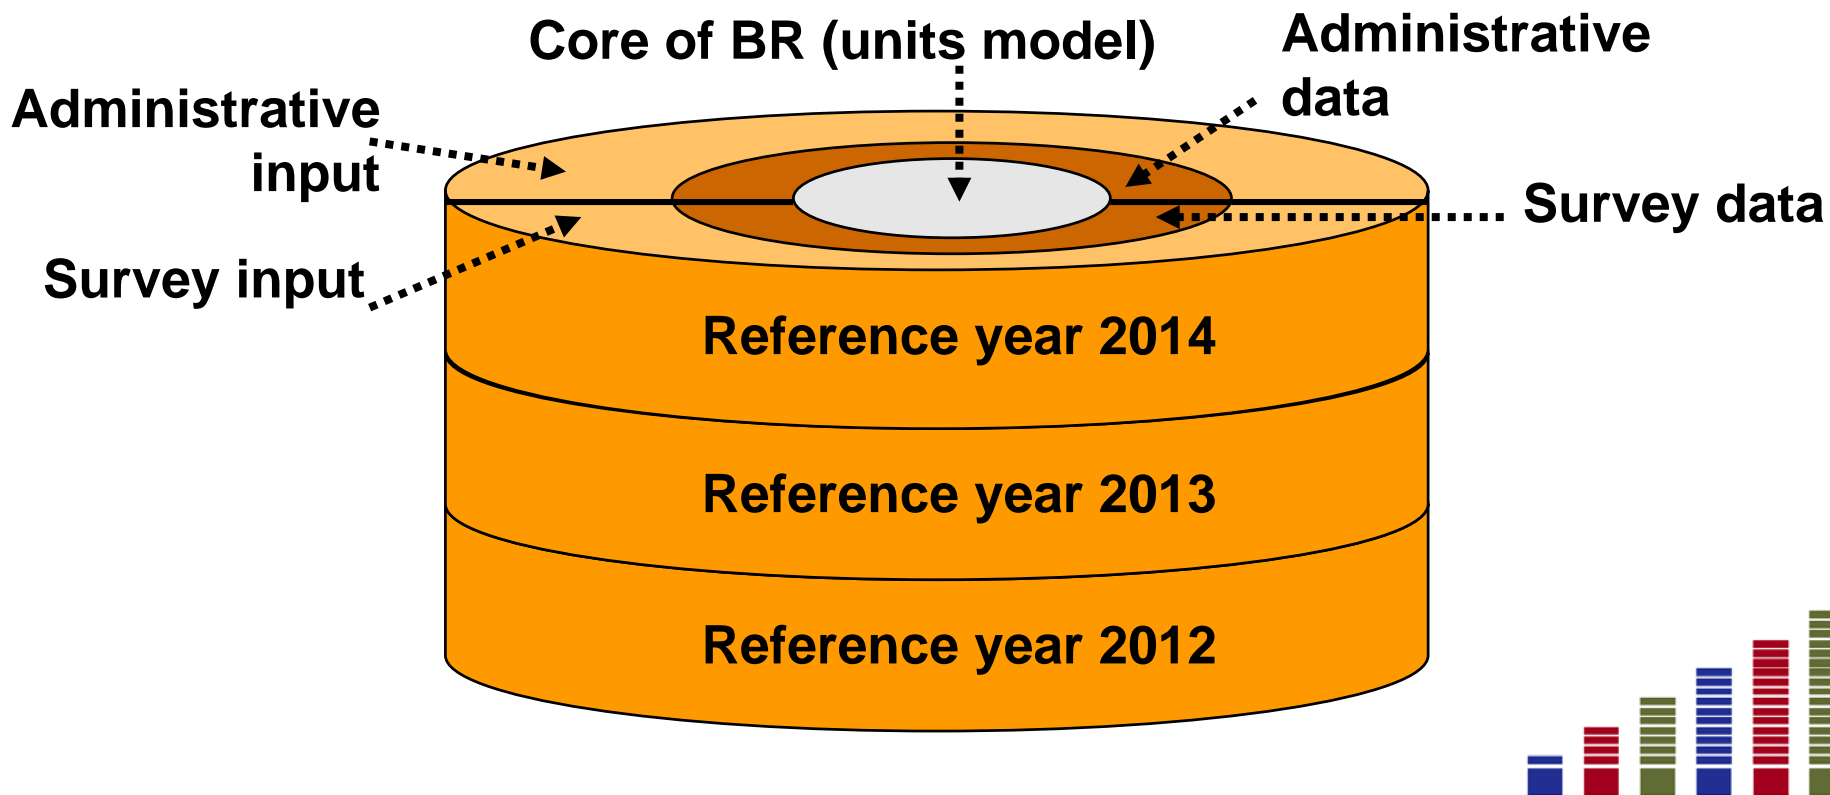 Core of BR (units model)
Administrative
data
Administrative
input
Survey data
Survey input
Reference year 2014
Reference year 2013
Reference year 2012